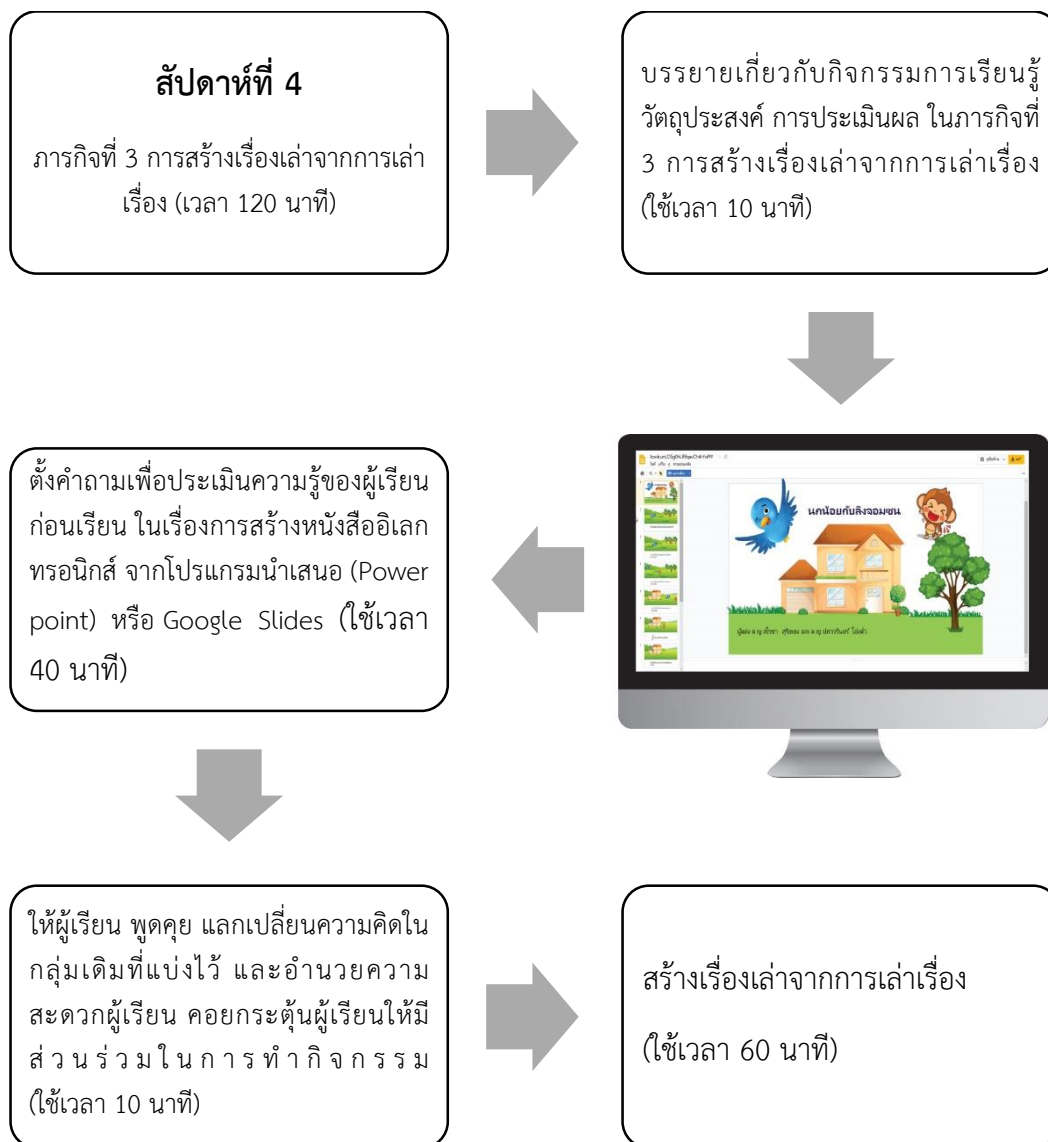 สัปดาห์ที่ 4
ภารกิจที่ 3 การสร้างเรื่องเล่าจากการเล่า
เรื่อง (เวลา 120 นาที)
บรรยายเกี่ยวกับกิจกรรมการเรียนรู้
วัตถุประสงค์ การประเมินผล ในภารกิจที่
3 การสร้างเรื่องเล่าจากการเล่าเรื่อง
(ใช้เวลา 10 นาที)
นกน้อยกับลิงจอมซน
ตั้งคำถามเพื่อประเมินความรู้ของผู้เรียน
ก่อนเรียน ในเรื่องการสร้างหนังสืออิเลก
ทรอนิกส์ จากโปรแกรมนำเสนอ (Power
point) หรือ Google Slides (ใช้เวลา
40 นาที)
ให้ผู้เรียน พูดคุย แลกเปลี่ยนความคิดใน
กลุ่มเดิมที่แบ่งไว้ และอำนวยความ
สะดวกผู้เรียน คอยกระตุ้นผู้เรียนให้มี
ส่วนร่วมในการทำกิจกรรม
(ใช้เวลา 10 นาที)
สร้างเรื่องเล่าจากการเล่าเรื่อง
(ใช้เวลา 60 นาที)